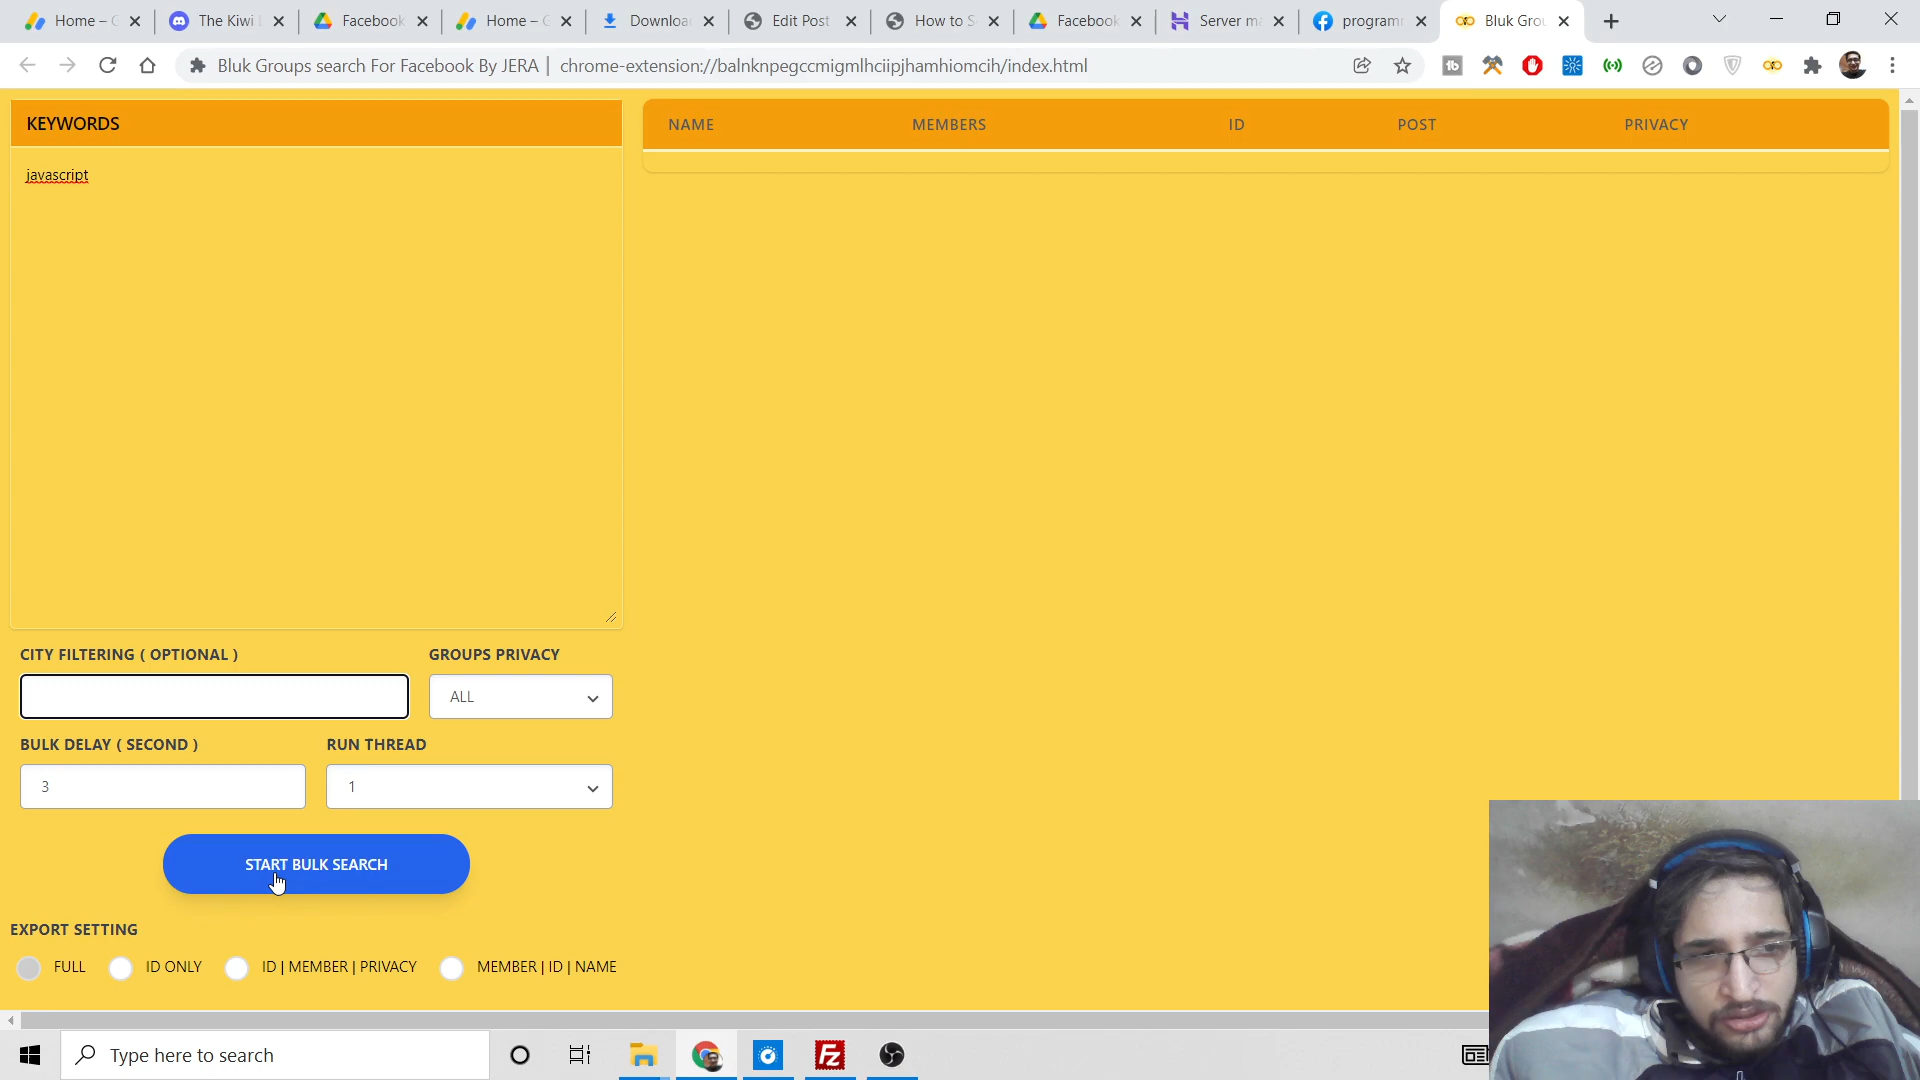 Home – G
The Kiwi
Facebook
Home – G
Downloa
Edit Post
How to S
Facebook
Server ma
program
Bluk Grou
Bluk Groups search For Facebook By JERA | chrome-extension://balnknpegccmigmlhciipjhamhiomcih/index.html
KEYWORDS
javascript
NAME MEMBERS ID POST PRIVACY
CITY FILTERING ( OPTIONAL ) GROUPS PRIVACY
ALL
BULK DELAY ( SECOND ) RUN THREAD
3 1
START BULK SEARCH
EXPORT SETTING
FULL ID ONLY ID | MEMBER | PRIVACY MEMBER | ID | NAME
Type here to search